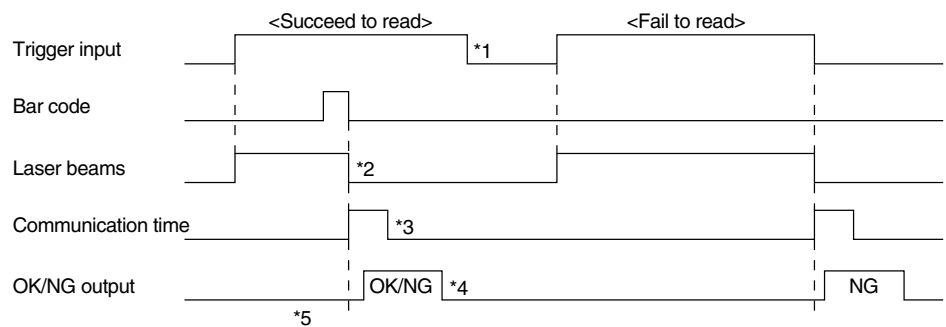 <Succeed to read> <Fail to read>
Trigger input *1
Bar code
Laser beams *2
Communication time *3
OK/NG output OK/NG *4 NG
*5